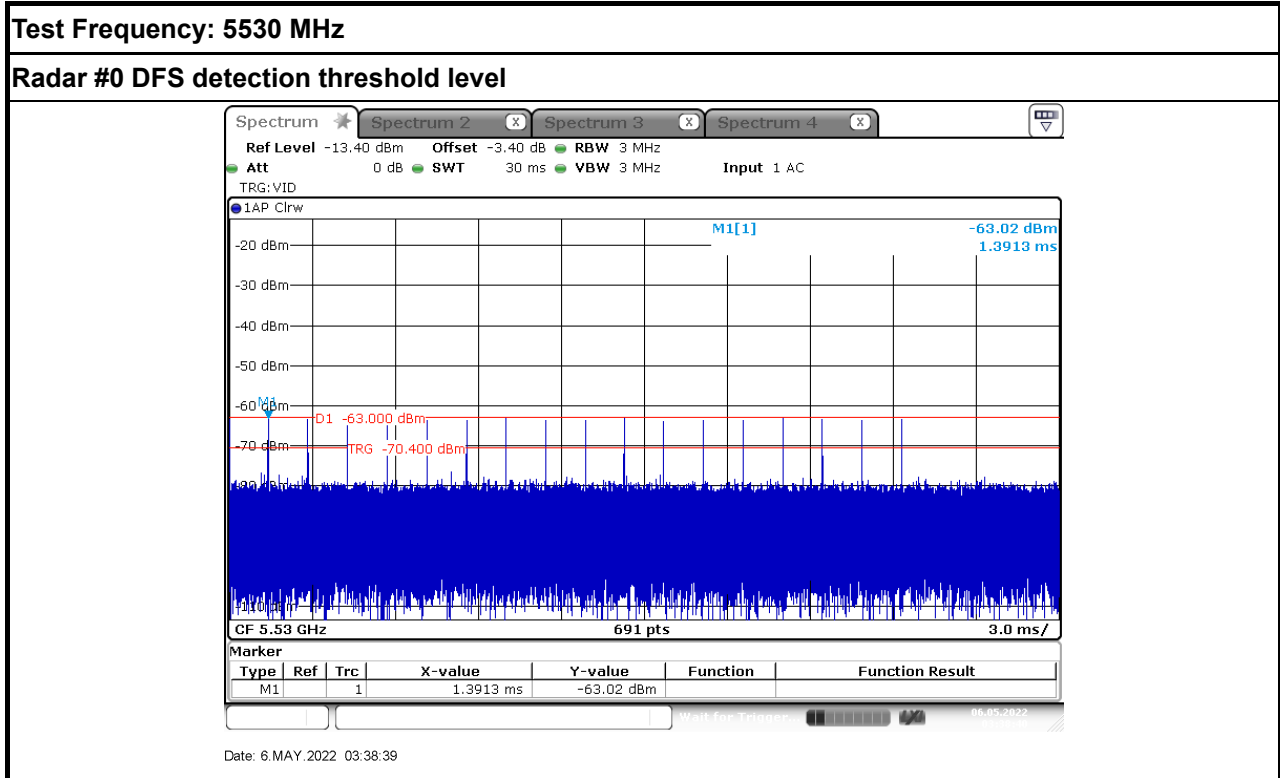 Test Frequency: 5530 MHz
Radar #0 DFS detection threshold level
Spectrum Spectrum 2 X Spectrum 3 X Spectrum 4 X
Ref Level -13.40 dBm Offset -3.40 dB RBW 3 MHz
Att 0 dB SWT 30 ms VBW 3 MHz Input 1 AC
TRG:VID
1AP Clrw
M1[1] -63.02 dBm
1.3913 ms
-20 dBm
-30 dBm
-40 dBm
-50 dBm
M1
-60 dBm
D1 -63.000 dBm
-70 dBm
TRG -70.400 dBm
-110 dBm
CF 5.53 GHz 691 pts 3.0 ms/
Marker
Type Ref Trc X-value Y-value Function Function Result
M1 1 1.3913 ms -63.02 dBm
Wait for Trigger 06.05.2022
Date: 6.MAY.2022 03:38:39